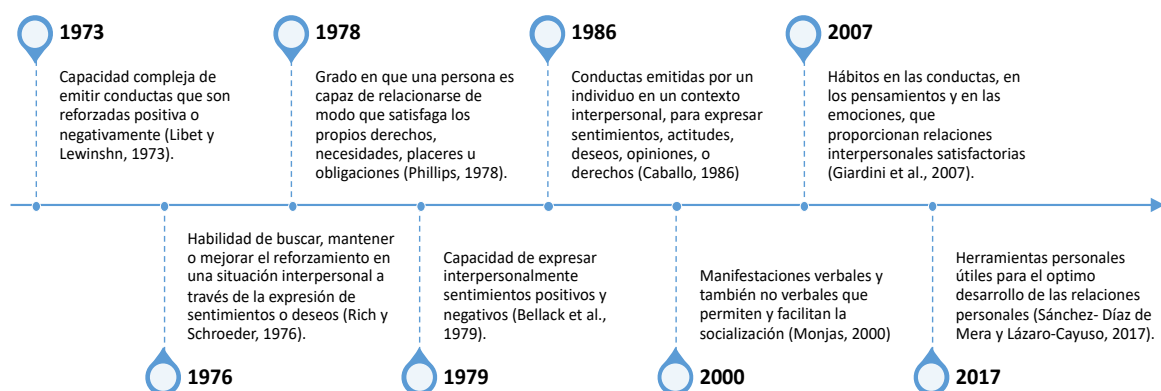 1973
Capacidad compleja de
emitir conductas que son
reforzadas positiva o
negativamente (Libet y
Lewinshn, 1973).
1978
Grado en que una persona es
capaz de relacionarse de
modo que satisfaga los
propios derechos,
necesidades, placeres u
obligaciones (Phillips, 1978).
1986
Conductas emitidas por un
individuo en un contexto
interpersonal, para expresar
sentimientos, actitudes,
deseos, opiniones, o
derechos (Caballo, 1986)
2007
Hábitos en las conductas, en
los pensamientos y en las
emociones, que
proporcionan relaciones
interpersonales satisfactorias
(Giardini et al., 2007).
Habilidad de buscar, mantener
o mejorar el reforzamiento en
una situación interpersonal a
través de la expresión de
sentimientos o deseos (Rich y
Schroeder, 1976).
1976
Capacidad de expresar
interpersonalmente
sentimientos positivos y
negativos (Bellack et al.,
1979).
1979
Manifestaciones verbales y
también no verbales que
permiten y facilitan la
socialización (Monjas, 2000)
2000
Herramientas personales
útiles para el optimo
desarrollo de las relaciones
personales (Sánchez- Díaz de
Mera y Lázaro-Cayuso, 2017).
2017